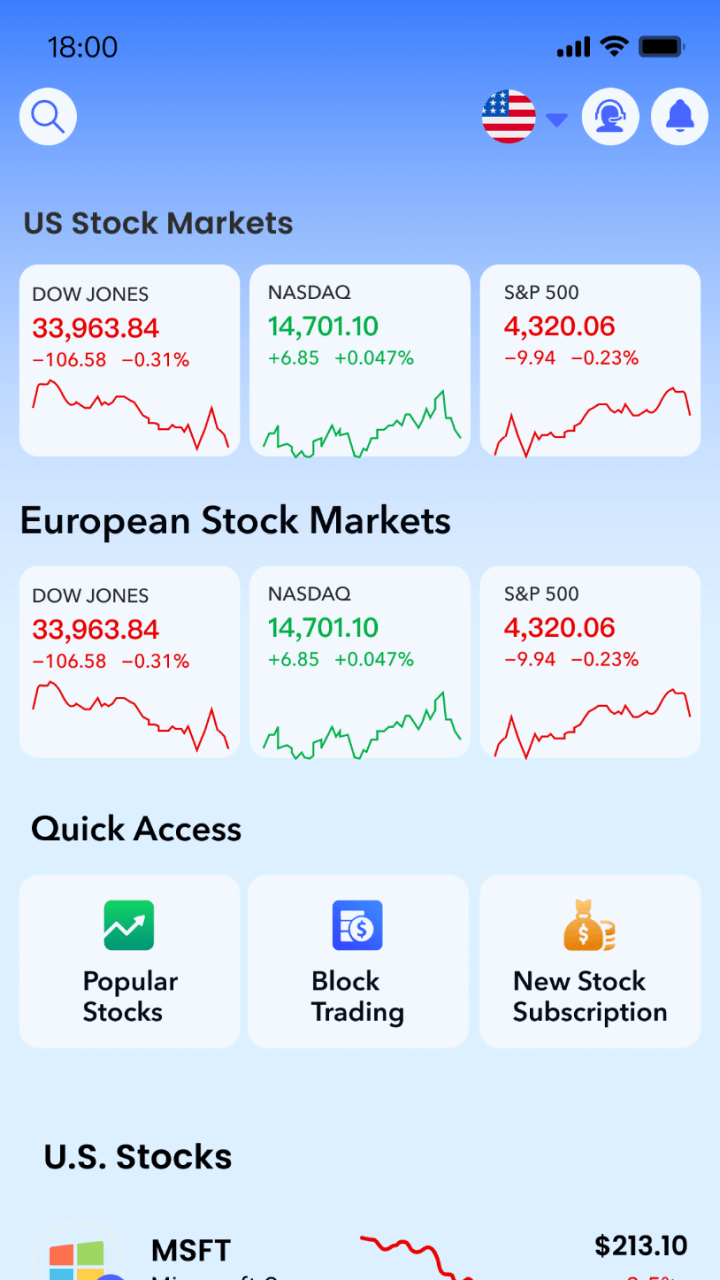 18:00
US Stock Markets
DOW JONES
33,963.84
−106.58 −0.31%
NASDAQ
14,701.10
+6.85 +0.047%
S&P 500
4,320.06
−9.94 −0.23%
European Stock Markets
DOW JONES
33,963.84
−106.58 −0.31%
NASDAQ
14,701.10
+6.85 +0.047%
S&P 500
4,320.06
−9.94 −0.23%
Quick Access
Popular
Stocks
Block
Trading
New Stock
Subscription
U.S. Stocks
MSFT
$213.10